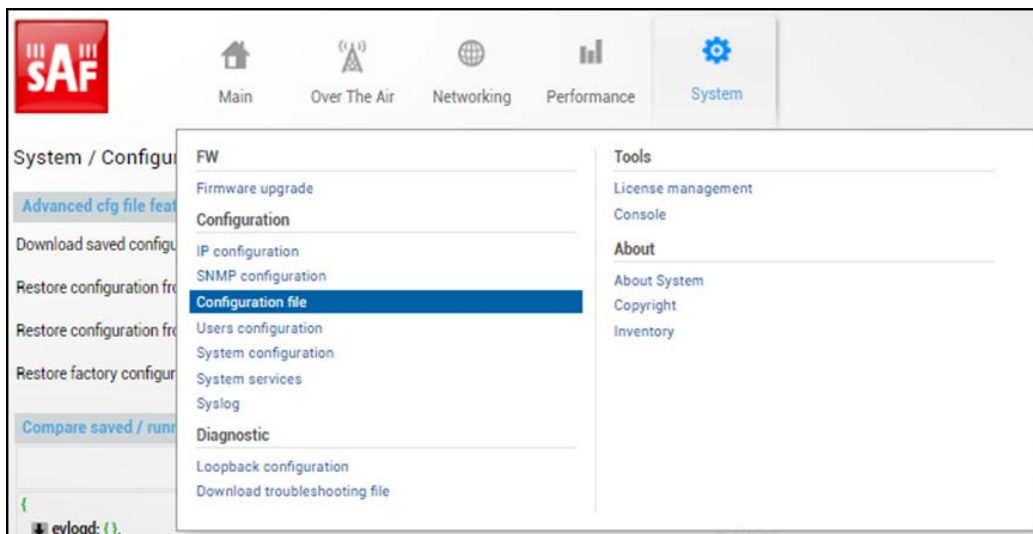 SAF
Main
Over The Air
Networking
Performance
System
System / Configu
FW
Firmware upgrade
Configuration
IP configuration
SNMP configuration
Configuration file
Users configuration
System configuration
System services
Syslog
Diagnostic
Loopback configuration
Download troubleshooting file
Tools
License management
Console
About
About System
Copyright
Inventory
Advanced cfg file feat
Download saved configu
Restore configuration fro
Restore configuration fro
Restore factory configur
Compare saved / runn
{
evlogd: {},